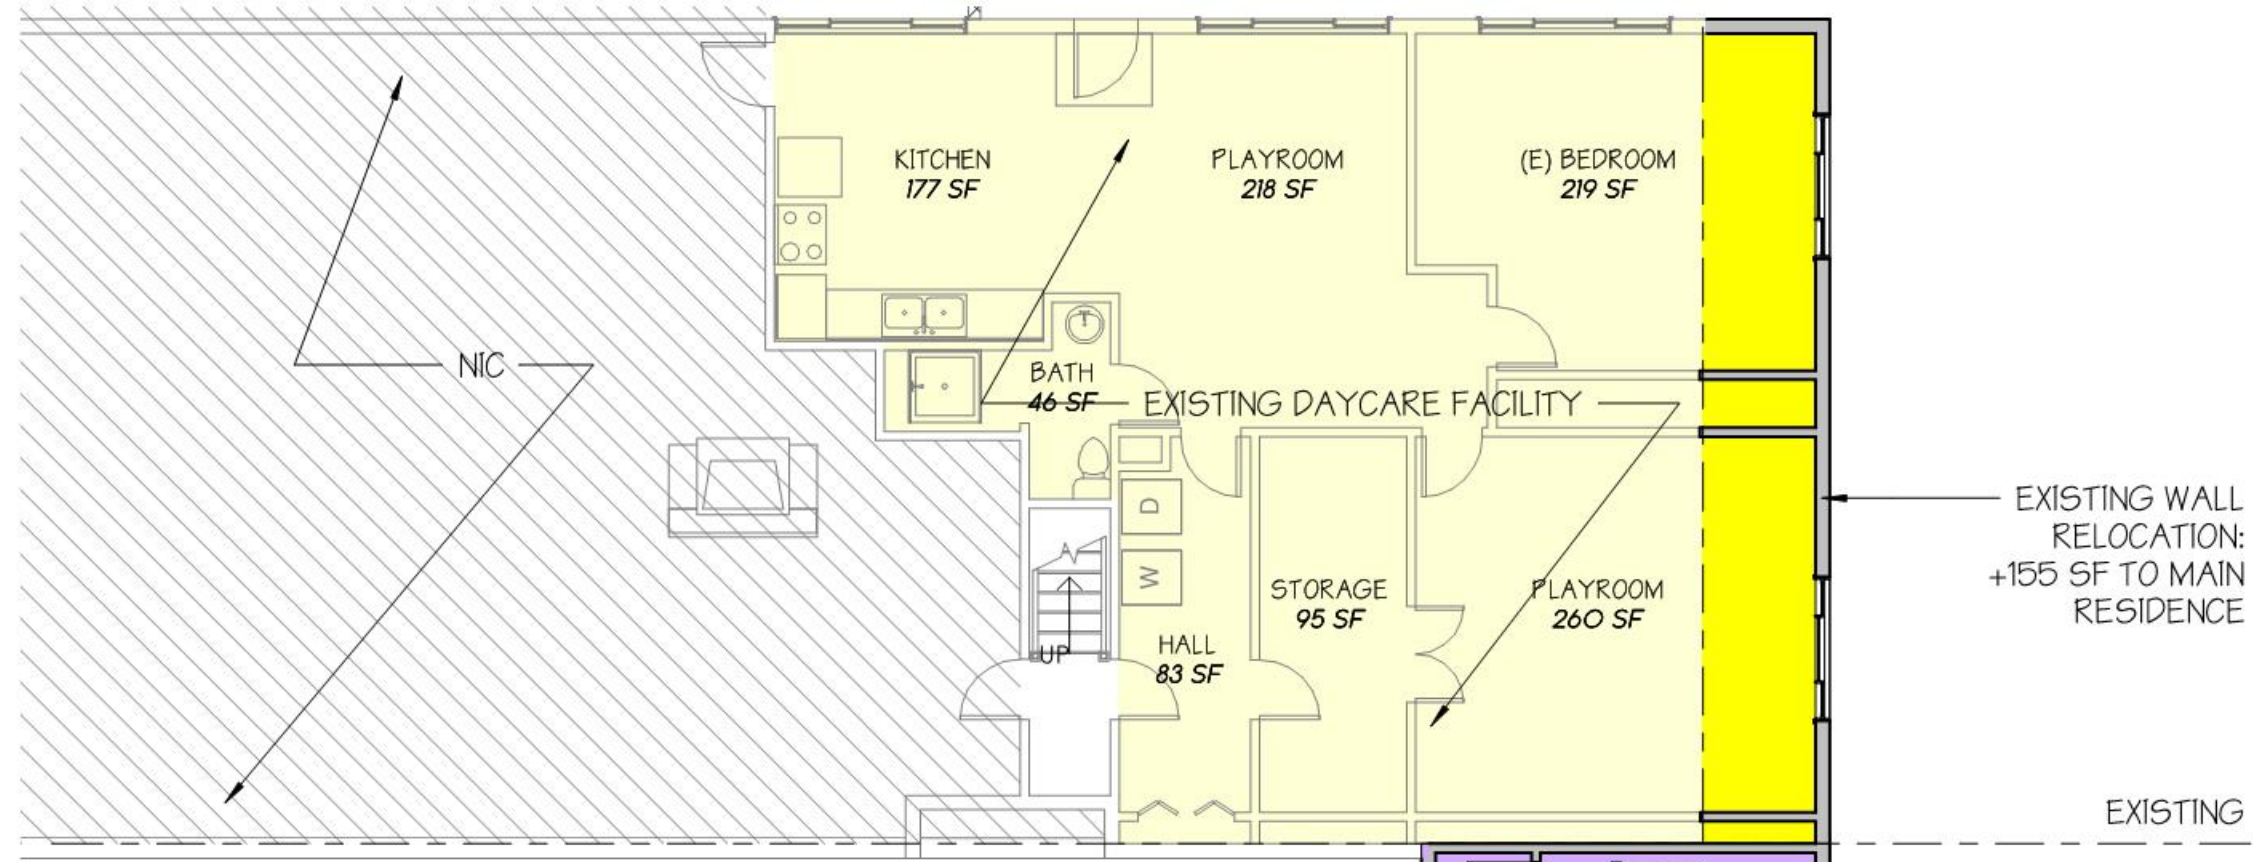 KITCHEN
177 SF
PLAYROOM
218 SF
(E) BEDROOM
219 SF
NIC
BATH
46 SF
EXISTING DAYCARE FACILITY
D
W
UP
HALL
83 SF
STORAGE
95 SF
PLAYROOM
260 SF
EXISTING WALL
RELOCATION:
+155 SF TO MAIN
RESIDENCE
EXISTING